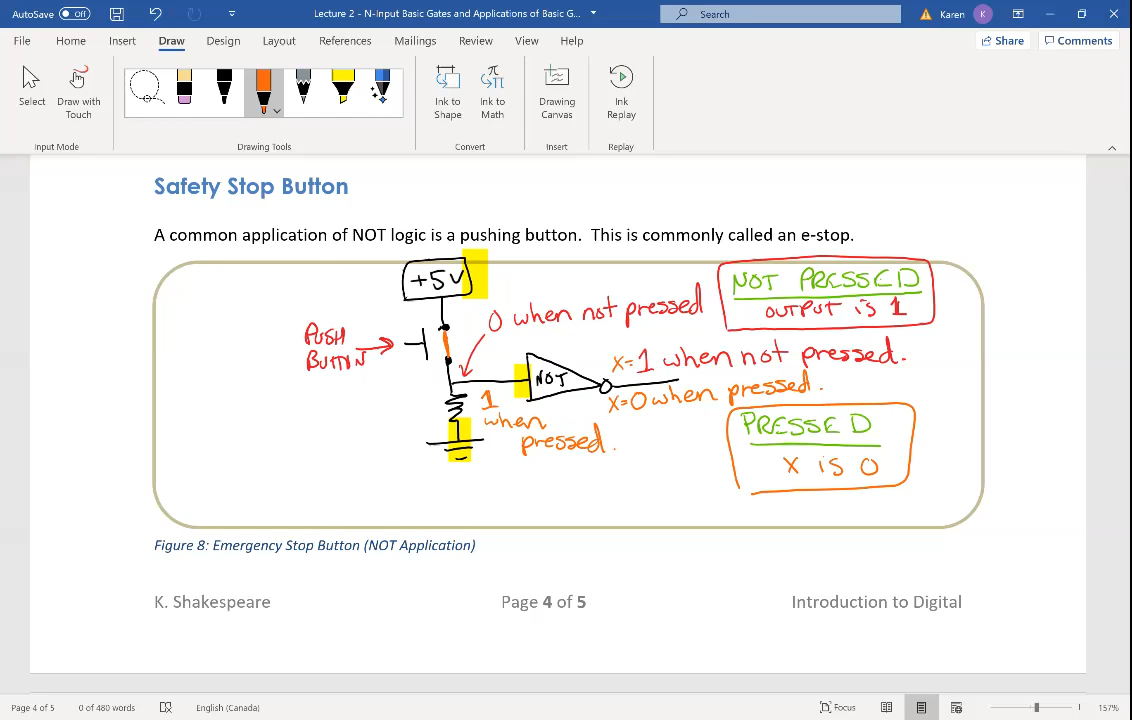 AutoSave Off
Lecture 2 - N-Input Basic Gates and Applications of Basic G...
Search
Karen
K
File Home Insert Draw Design Layout References Mailings Review View Help
Share
Comments
Select
Draw with Touch
Ink to Shape
Ink to Math
Drawing Canvas
Ink Replay
Input Mode
Drawing Tools
Convert
Insert
Replay
Safety Stop Button
A common application of NOT logic is a pushing button. This is commonly called an e-stop.
+5V
NOT PRESSED
OUTPUT is 1
0 when not pressed
PUSH
BUTTON
X=1 when not pressed.
NOT
X=0 when pressed.
1
when
pressed.
PRESSED
X is 0
Figure 8: Emergency Stop Button (NOT Application)
K. Shakespeare
Page 4 of 5
Introduction to Digital
Page 4 of 5
0 of 480 words
English (Canada)
Focus
157%